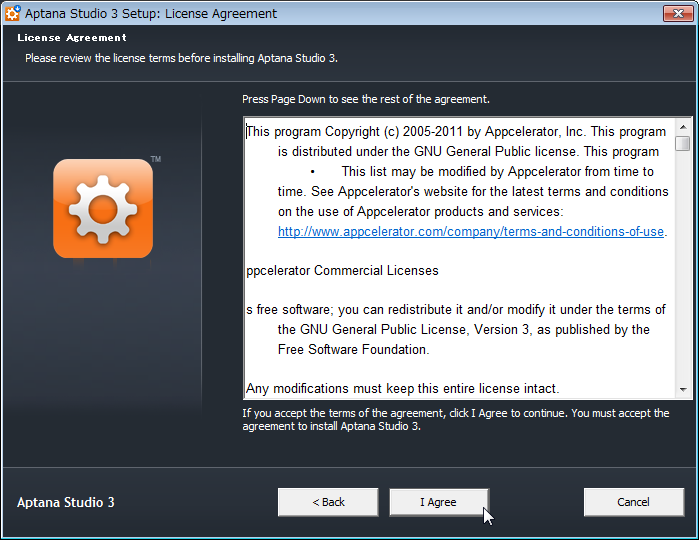 Aptana Studio 3 Setup: License Agreement
License Agreement
Please review the license terms before installing Aptana Studio 3.
Press Page Down to see the rest of the agreement.
This program Copyright (c) 2005-2011 by Appcelerator, Inc. This program
is distributed under the GNU General Public license. This program
• This list may be modified by Appcelerator from time to
time. See Appcelerator's website for the latest terms and conditions
on the use of Appcelerator products and services:
http://www.appcelerator.com/company/terms-and-conditions-of-use.
ppcelerator Commercial Licenses
s free software; you can redistribute it and/or modify it under the terms of
the GNU General Public License, Version 3, as published by the
Free Software Foundation.
Any modifications must keep this entire license intact.
TM
If you accept the terms of the agreement, click I Agree to continue. You must accept the
agreement to install Aptana Studio 3.
Aptana Studio 3
< Back
I Agree
Cancel